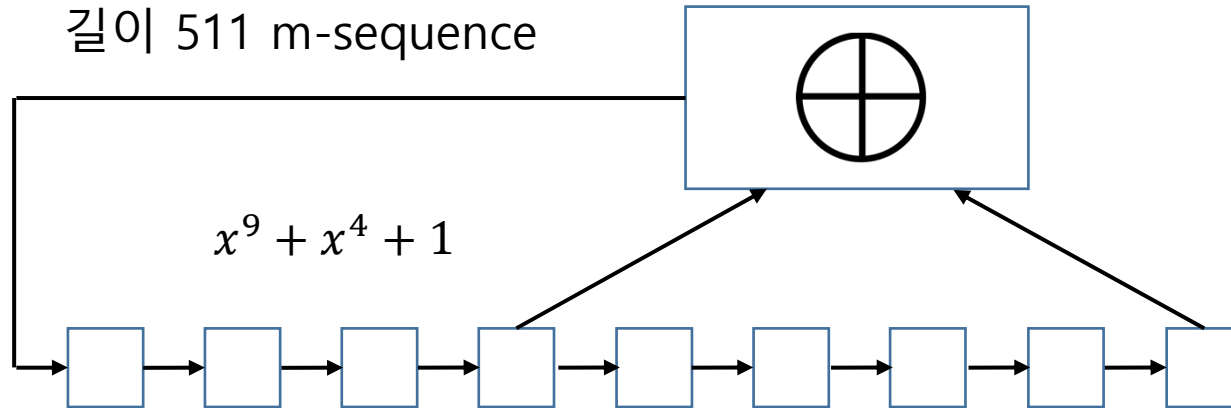 길이 511 m-sequence
x⁹ + x⁴ + 1